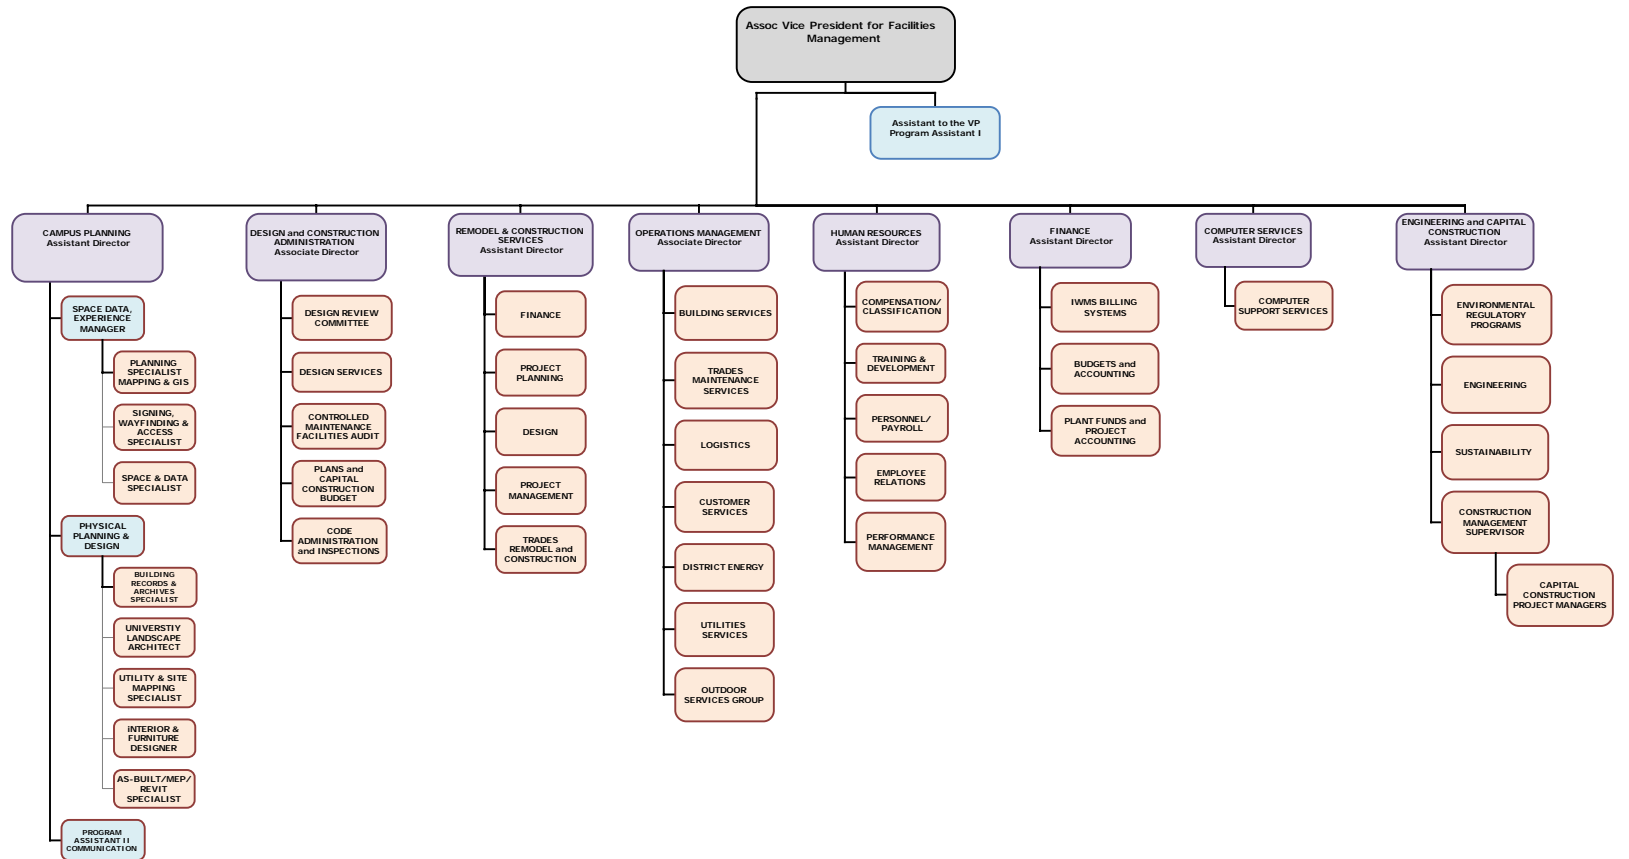 Assoc Vice President for Facilities
Management
Assistant to the VP
Program Assistant I
CAMPUS PLANNING
Assistant Director
SPACE DATA,
EXPERIENCE
MANAGER
PLANNING
SPECIALIST
MAPPING & GIS
SIGNING,
WAYFINDING &
ACCESS
SPECIALIST
SPACE & DATA
SPECIALIST
PHYSICAL
PLANNING &
DESIGN
BUILDING
RECORDS &
ARCHIVES
SPECIALIST
UNIVERSTIY
LANDSCAPE
ARCHITECT
UTILITY & SITE
MAPPING
SPECIALIST
iNTERIOR &
FURNITURE
DESIGNER
AS-BUILT/MEP/
REVIT
SPECIALIST
PROGRAM
ASSISTANT II
COMMUNICATION
DESIGN and CONSTRUCTION
ADMINISTRATION
Associate Director
DESIGN REVIEW
COMMITTEE
DESIGN SERVICES
CONTROLLED
MAINTENANCE
FACILITIES AUDIT
PLANS and
CAPITAL
CONSTRUCTION
BUDGET
CODE
ADMINISTRATION
and INSPECTIONS
REMODEL & CONSTRUCTION
SERVICES
Assistant Director
FINANCE
PROJECT
PLANNING
DESIGN
PROJECT
MANAGEMENT
TRADES
REMODEL and
CONSTRUCTION
OPERATIONS MANAGEMENT
Associate Director
BUILDING SERVICES
TRADES
MAINTENANCE
SERVICES
LOGISTICS
CUSTOMER
SERVICES
DISTRICT ENERGY
UTILITIES
SERVICES
OUTDOOR
SERVICES GROUP
HUMAN RESOURCES
Assistant Director
COMPENSATION/
CLASSIFICATION
TRAINING &
DEVELOPMENT
PERSONNEL/
PAYROLL
EMPLOYEE
RELATIONS
PERFORMANCE
MANAGEMENT
FINANCE
Assistant Director
IWMS BILLING
SYSTEMS
BUDGETS and
ACCOUNTING
PLANT FUNDS and
PROJECT
ACCOUNTING
COMPUTER SERVICES
Assistant Director
COMPUTER
SUPPORT SERVICES
ENGINEERING and CAPITAL
CONSTRUCTION
Assistant Director
ENVIRONMENTAL
REGULATORY
PROGRAMS
ENGINEERING
SUSTAINABILITY
CONSTRUCTION
MANAGEMENT
SUPERVISOR
CAPITAL
CONSTRUCTION
PROJECT MANAGERS